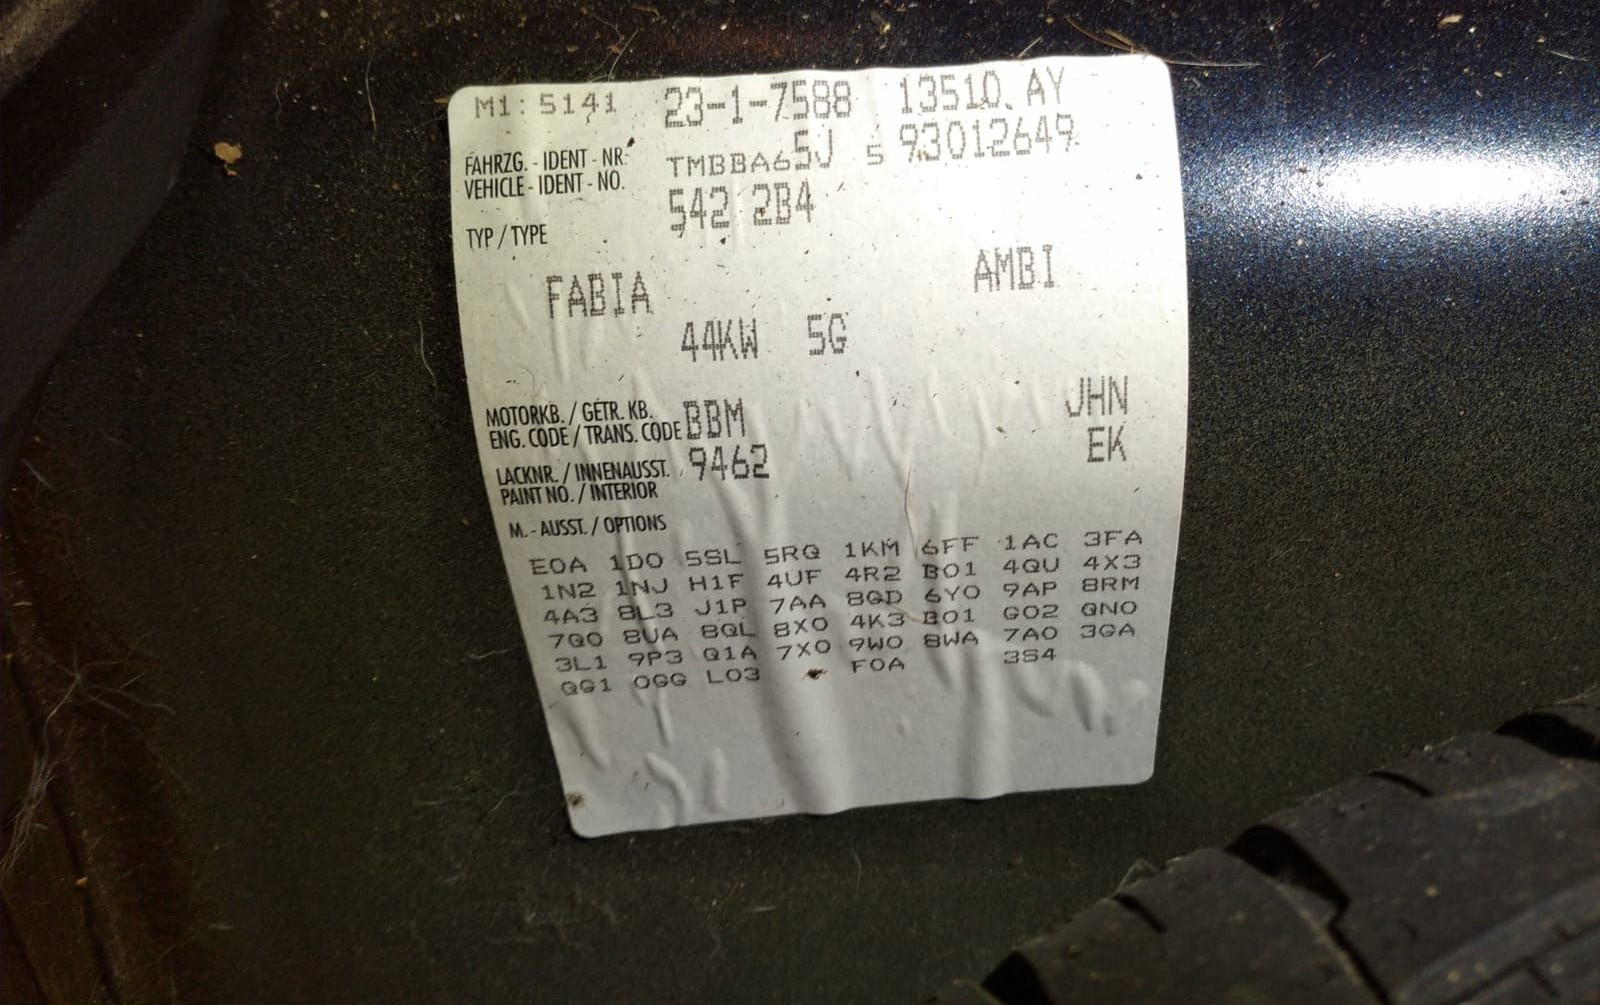 M1: 5141 23-1-7588 13510 AY
FAHRZG. - IDENT - NR.
VEHICLE - IDENT - NO. TMBBA65J 5 93012649
TYP / TYPE 542 2B4
FABIA AMBI
44KW 5G
MOTORKB. / GETR. KB.
ENG. CODE / TRANS. CODE BBM JHN
LACKNR. / INNENAUSST.
PAINT NO. / INTERIOR 9462 EK
M. - AUSST. / OPTIONS
E0A 1D0 5SL 5RQ 1KM 6FF 1AC 3FA
1N2 1NJ H1F 4UF 4R2 B01 4QU 4X3
4A3 8L3 J1P 7AA 8GD 6Y0 9AP 8RM
7Q0 8UA 8QL 8X0 4K3 B01 G02 QN0
3L1 9P3 Q1A 7X0 9W0 8WA 7A0 3GA
QG1 0GG L03 F0A 3S4